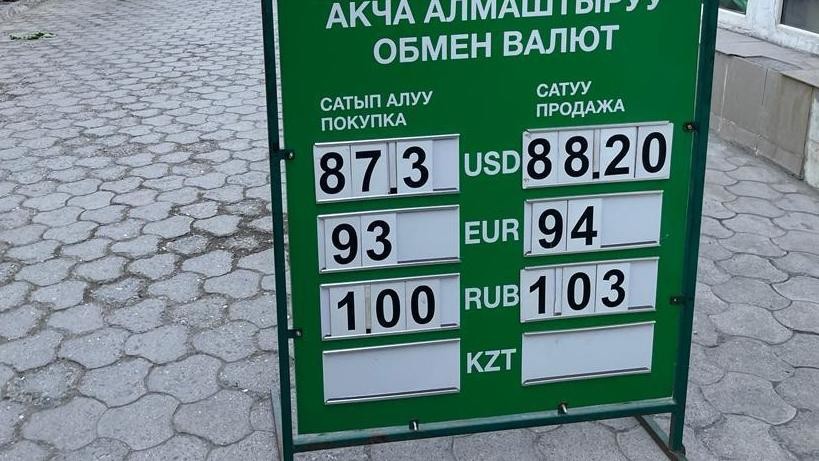 АКЧА АЛМАШТЫРУУ
ОБМЕН ВАЛЮТ
САТЫП АЛУУ
ПОКУПКА
САТУУ
ПРОДАЖА
87.3 USD 88.20
93 EUR 94
1.00 RUB 1.03
KZT